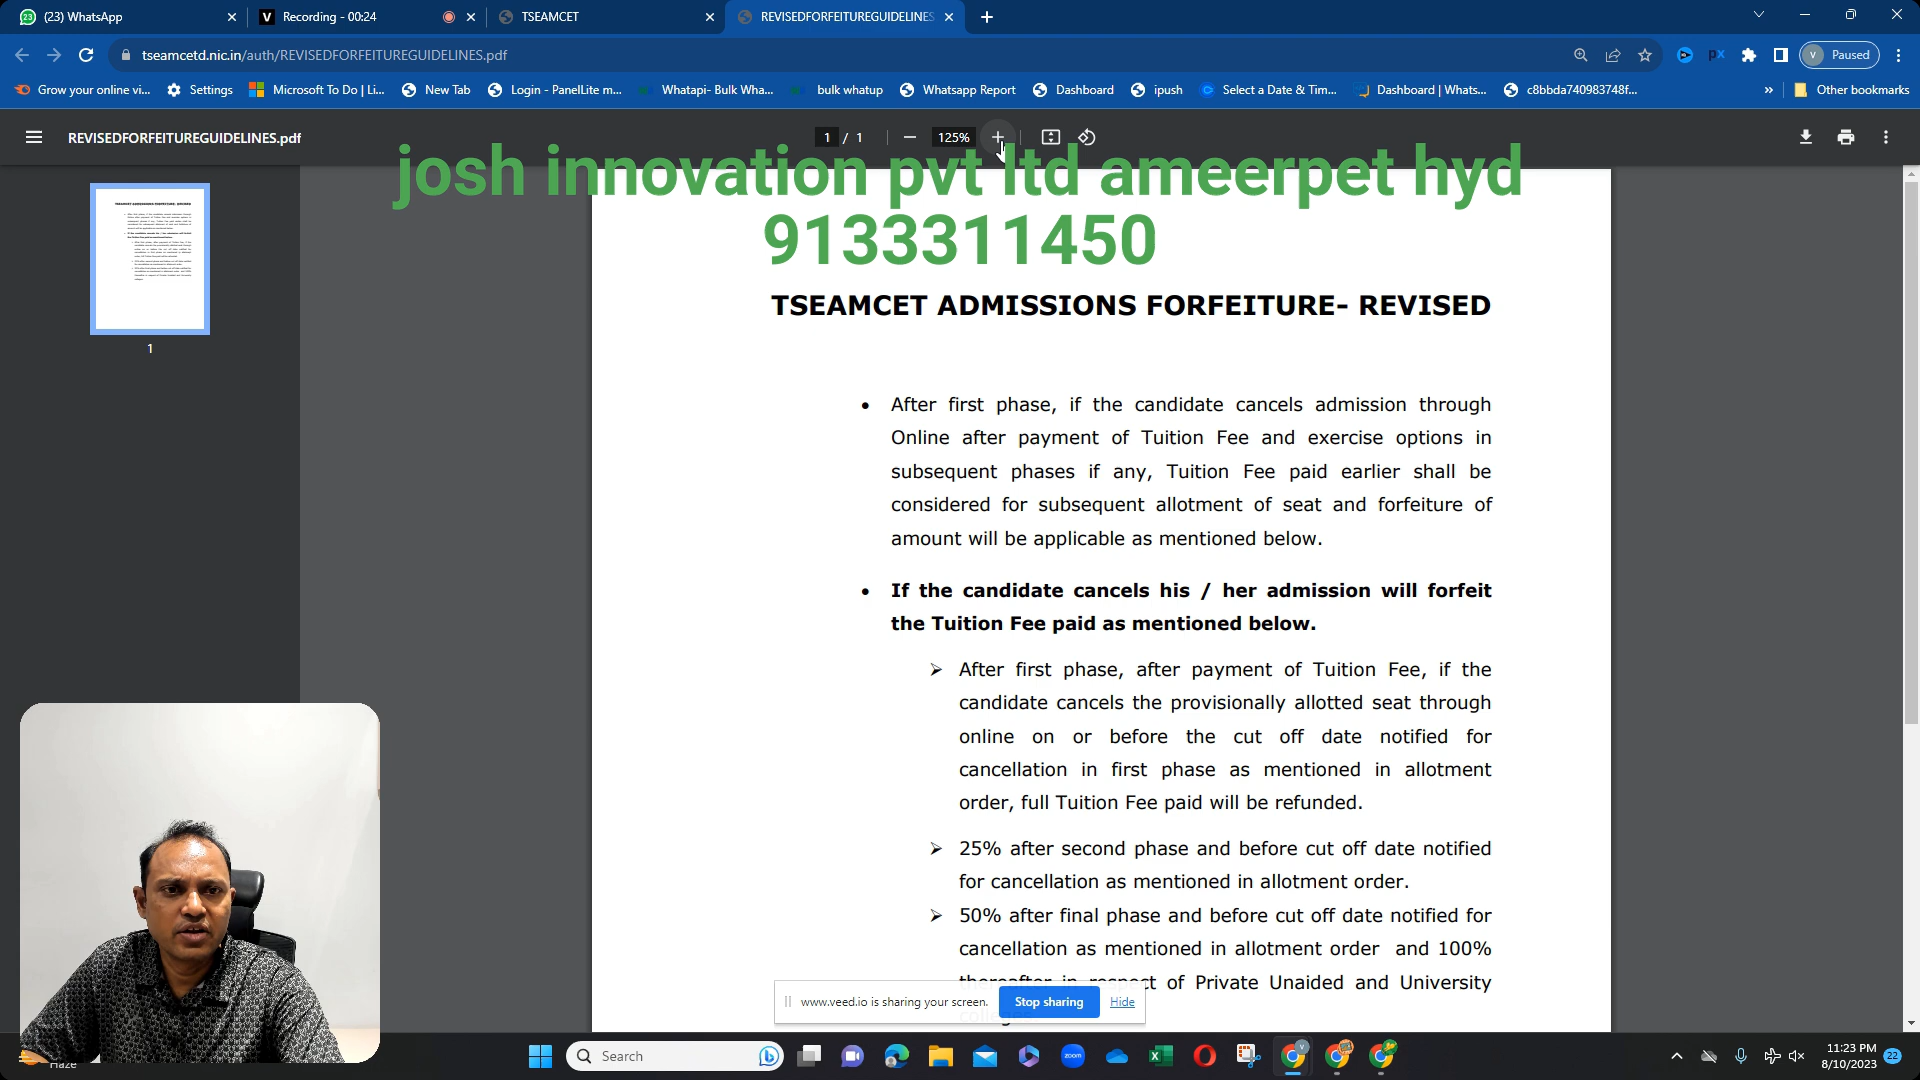 (23) WhatsApp
Recording - 00:24
TSEAMCET
REVISEDFORFEITUREGUIDELINES
tseamcetd.nic.in/auth/REVISEDFORFEITUREGUIDELINES.pdf
Paused
Grow your online vi...
Settings
Microsoft To Do | Li...
New Tab
Login - PanelLite m...
Whatapi- Bulk Wha...
bulk whatup
Whatsapp Report
Dashboard
ipush
Select a Date & Tim...
Dashboard | Whats...
c8bbda740983748f...
Other bookmarks
REVISEDFORFEITUREGUIDELINES.pdf
1 / 1
125%
josh innovation pvt ltd ameerpet hyd
9133311450
1
TSEAMCET ADMISSIONS FORFEITURE- REVISED
• After first phase, if the candidate cancels admission through
Online after payment of Tuition Fee and exercise options in
subsequent phases if any, Tuition Fee paid earlier shall be
considered for subsequent allotment of seat and forfeiture of
amount will be applicable as mentioned below.
• If the candidate cancels his / her admission will forfeit
the Tuition Fee paid as mentioned below.
➢ After first phase, after payment of Tuition Fee, if the
candidate cancels the provisionally allotted seat through
online on or before the cut off date notified for
cancellation in first phase as mentioned in allotment
order, full Tuition Fee paid will be refunded.
➢ 25% after second phase and before cut off date notified
for cancellation as mentioned in allotment order.
➢ 50% after final phase and before cut off date notified for
cancellation as mentioned in allotment order and 100%
thereafter in respect of Private Unaided and University
www.veed.io is sharing your screen.
Stop sharing
Hide
Haze
Search
zoom
11:23 PM
8/10/2023
22